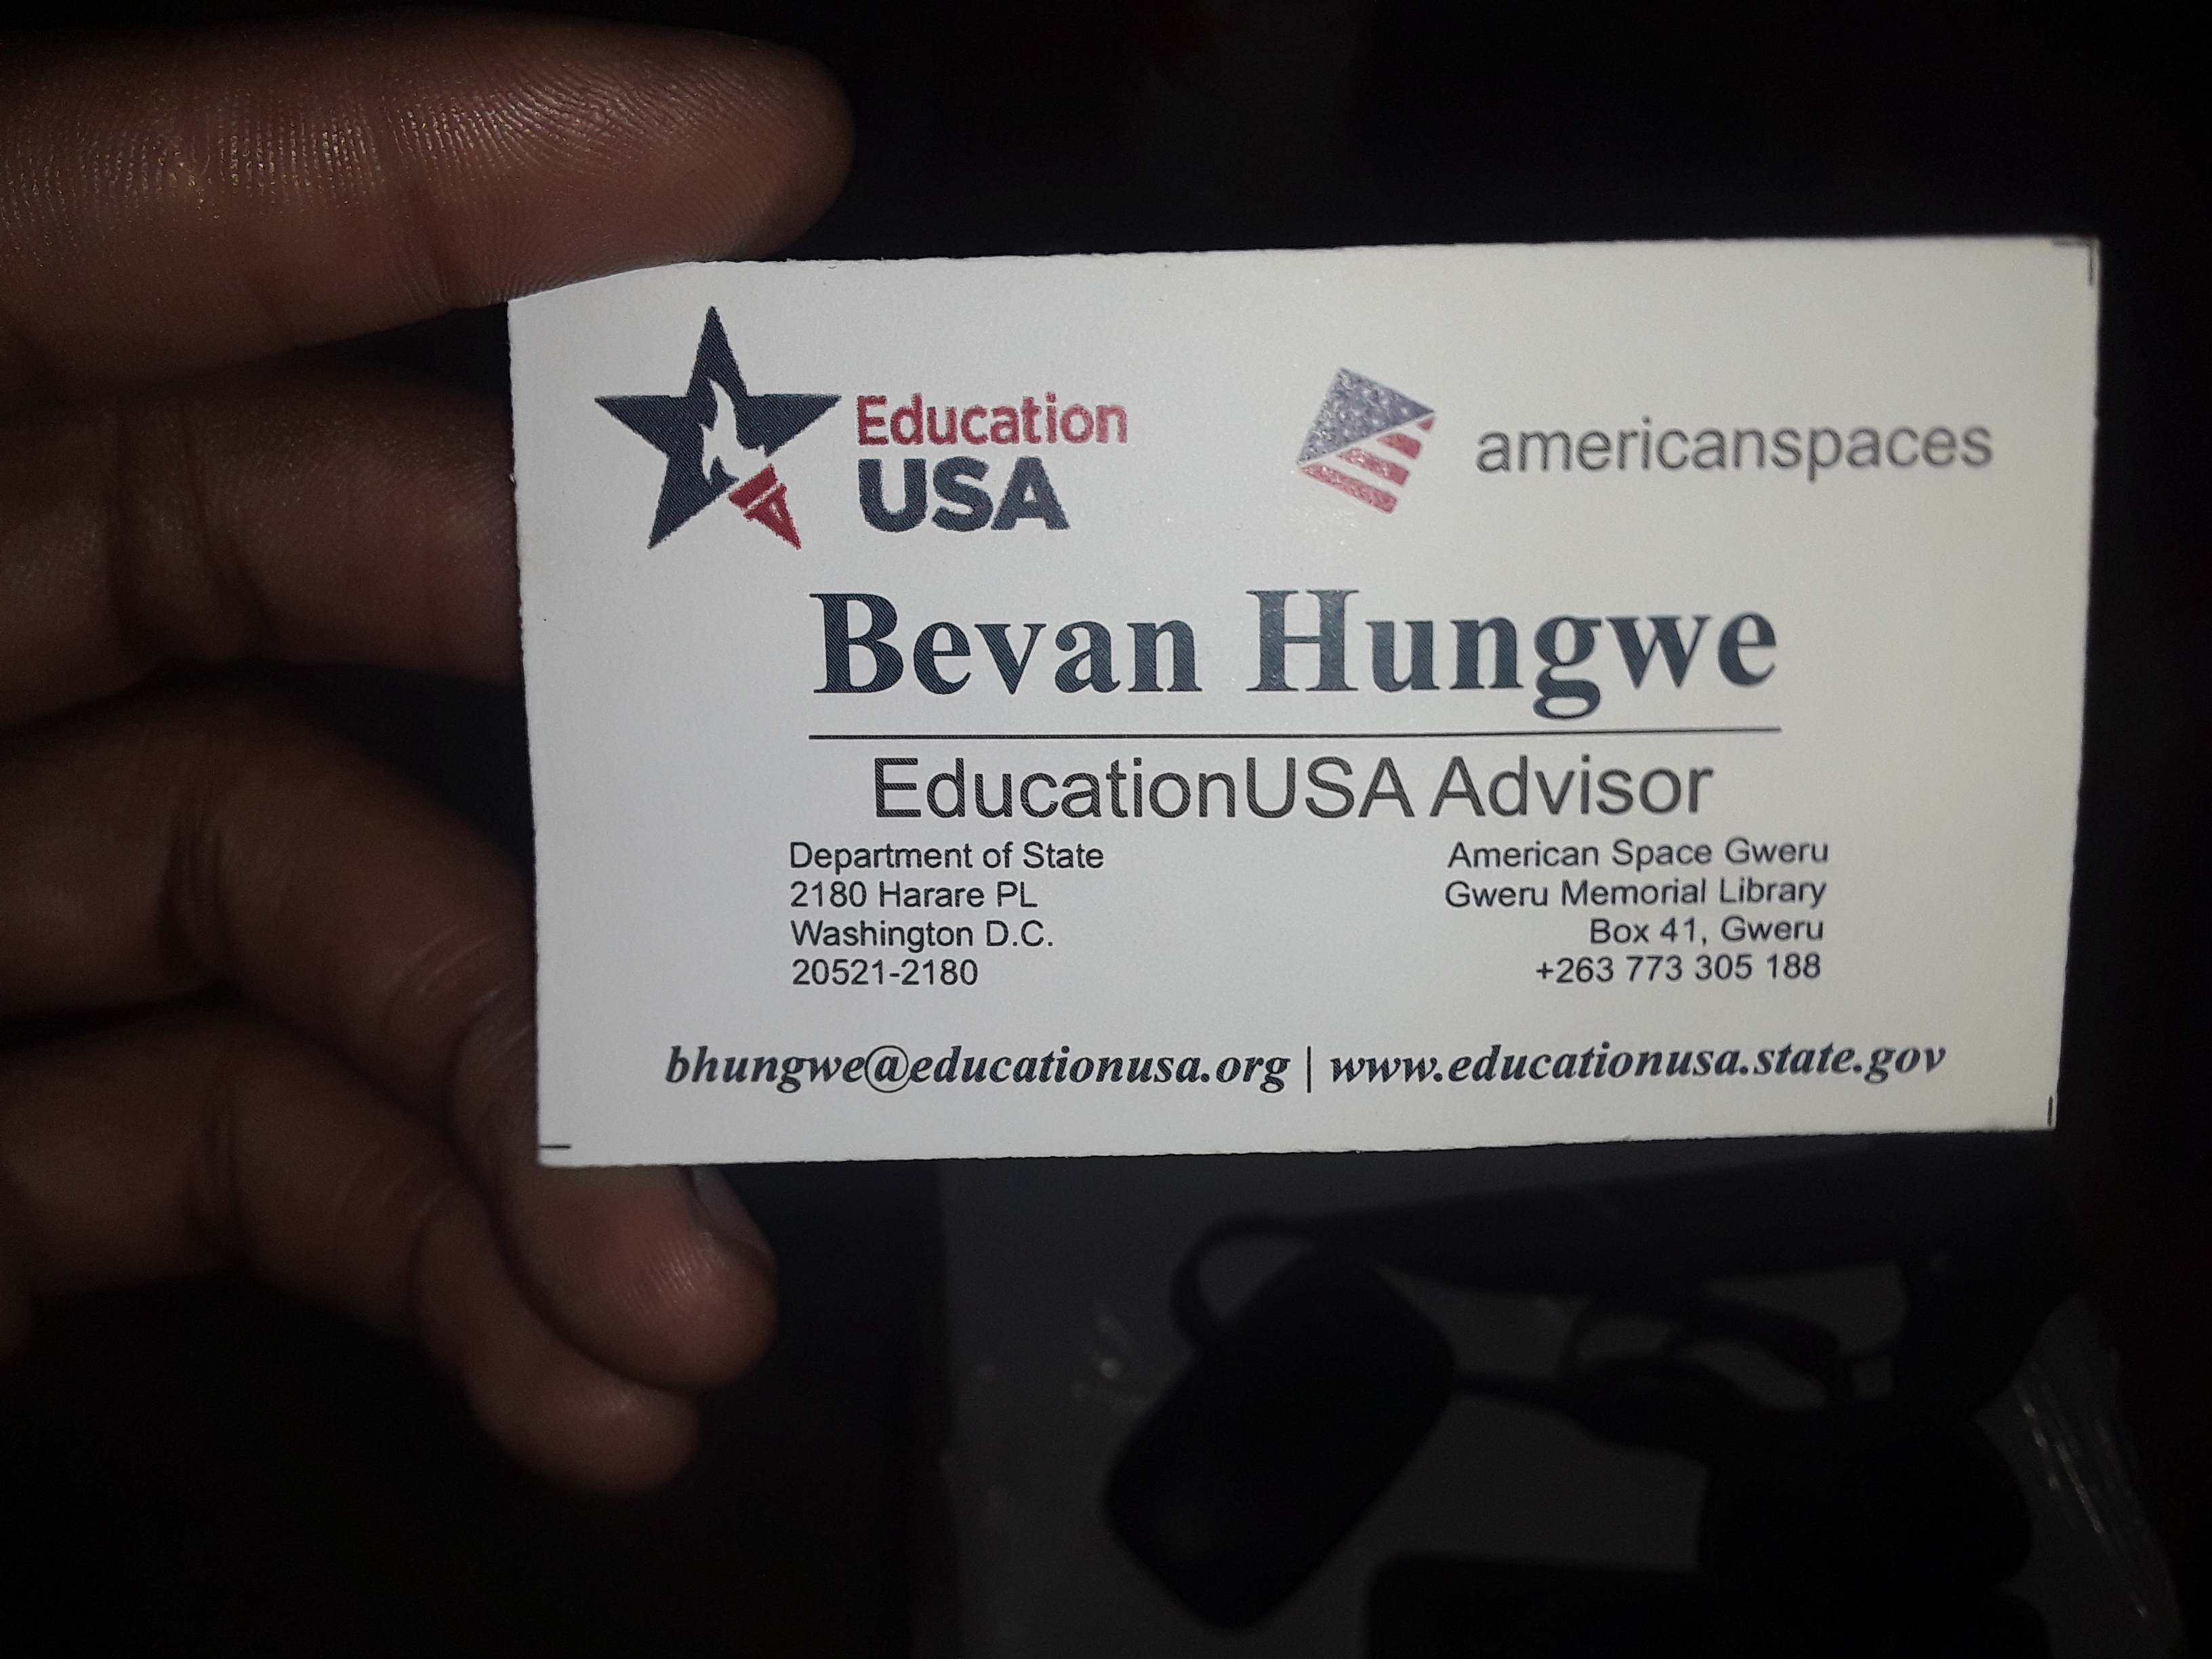 Education
USA
americanspaces
Bevan Hungwe
EducationUSA Advisor
Department of State
2180 Harare PL
Washington D.C.
20521-2180
American Space Gweru
Gweru Memorial Library
Box 41, Gweru
+263 773 305 188
bhungwe@educationusa.org | www.educationusa.state.gov